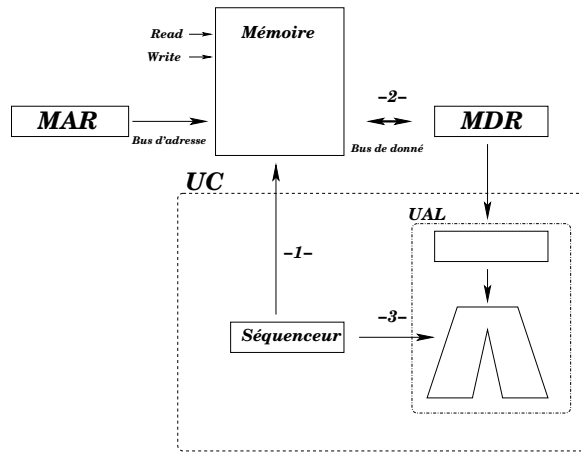 Read
Write
Mémoire
MAR
Bus d'adresse
–2–
Bus de donné
MDR
UC
UAL
–1–
Séquenceur
–3–